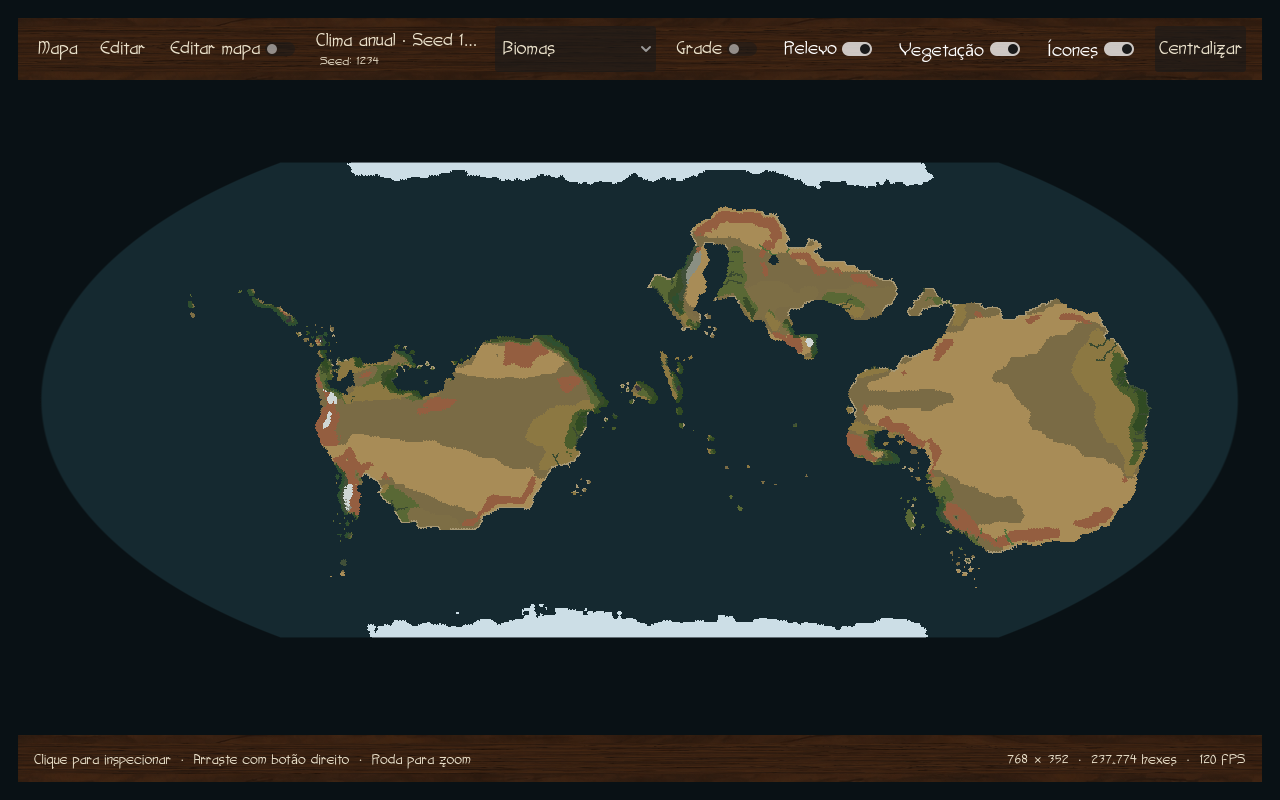 Mapa Editar Editar mapa Clima anual · Seed 1... Biomas Grade Relevo Vegetação Ícones Centralizar
Seed: 1234
Clique para inspecionar · Arraste com botão direito · Roda para zoom 768 × 352 · 237.774 hexes · 120 FPS